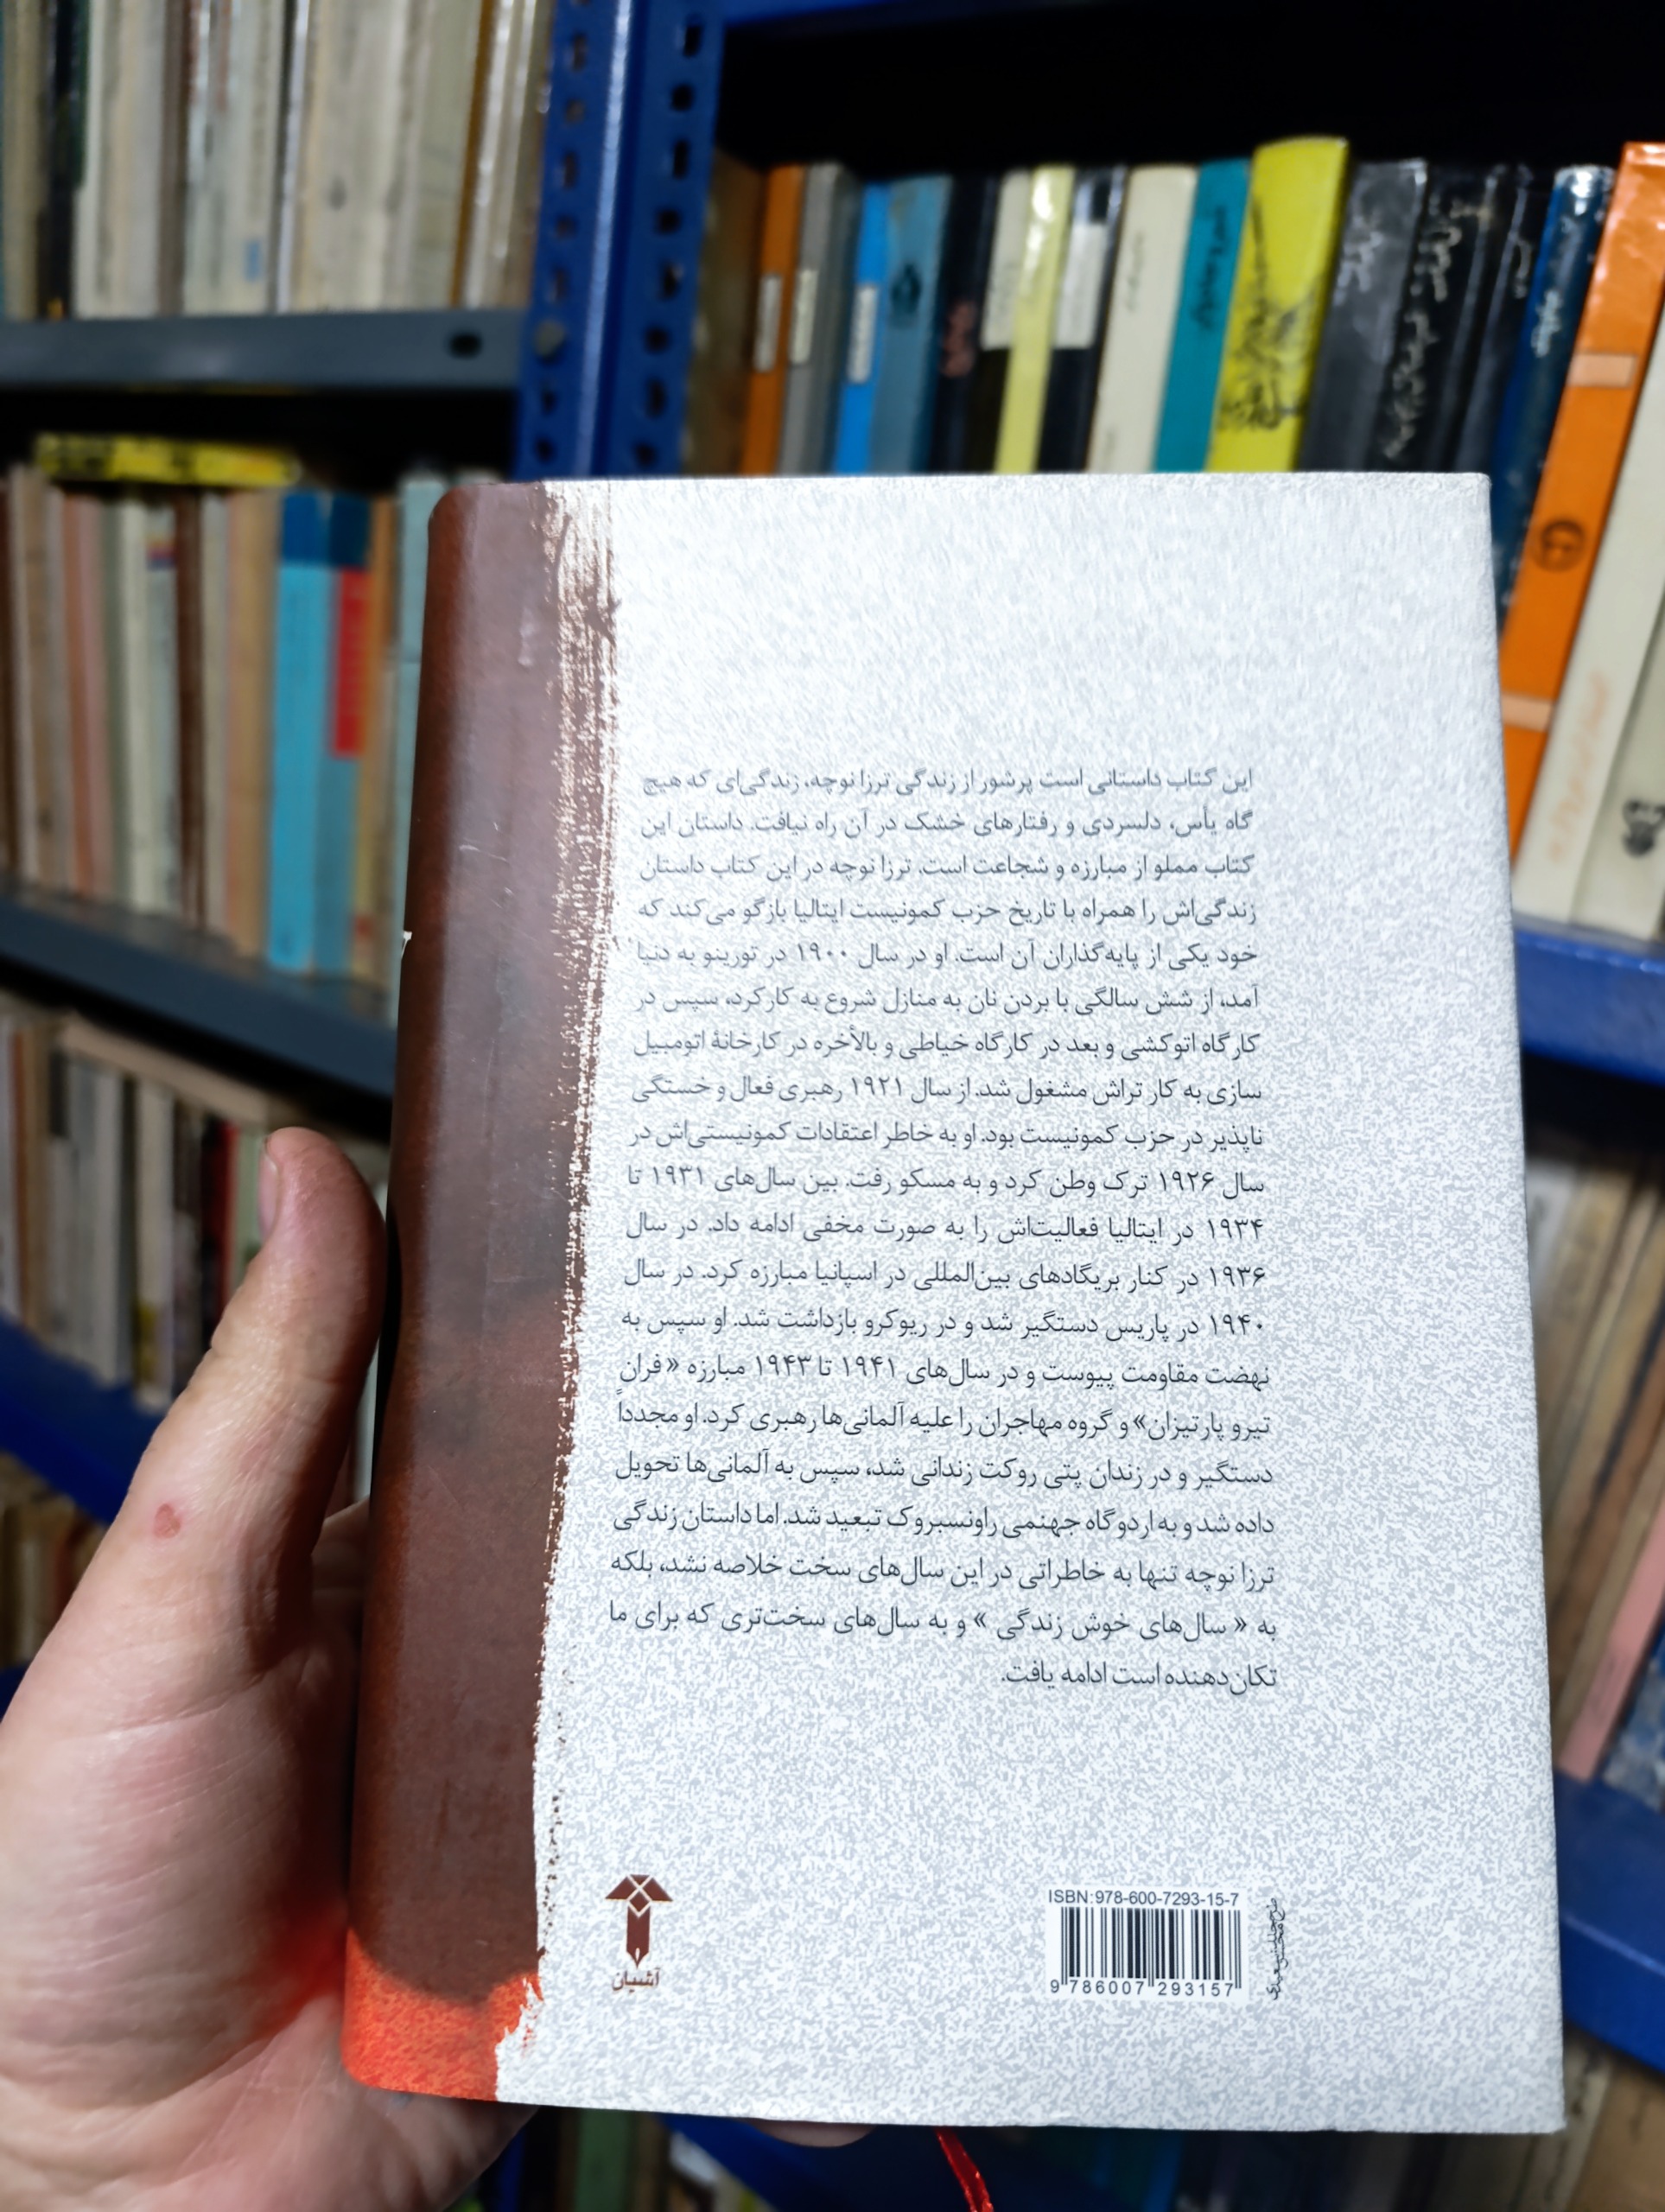 این کتاب داستانی است پرشور از زندگی ترزا نوچه، زندگی‌ای که هیچ
گاه یأس، دلسردی و رفتارهای خشک در آن راه نیافت. داستان این
کتاب مملو از مبارزه و شجاعت است. ترزا نوچه در این کتاب داستان
زندگی‌اش را همراه با تاریخ حزب کمونیست ایتالیا بازگو می‌کند که
خود یکی از پایه‌گذاران آن است. او در سال ۱۹۰۰ در تورینو به دنیا
آمد، از شش سالگی با بردن نان به منازل شروع به کار کرد، سپس در
کارگاه اتوکشی و بعد در کارگاه خیاطی و بالأخره در کارخانهٔ اتومبیل
سازی به کار تراش مشغول شد. از سال ۱۹۲۱ رهبری فعال و خستگی
ناپذیر در حزب کمونیست بود. او به خاطر اعتقادات کمونیستی‌اش در
سال ۱۹۲۶ ترک وطن کرد و به مسکو رفت. بین سال‌های ۱۹۳۱ تا
۱۹۳۴ در ایتالیا فعالیت‌اش را به صورت مخفی ادامه داد. در سال
۱۹۳۶ در کنار بریگادهای بین‌المللی در اسپانیا مبارزه کرد. در سال
۱۹۴۰ در پاریس دستگیر شد و در ریوکرو بازداشت شد. او سپس به
نهضت مقاومت پیوست و در سال‌های ۱۹۴۱ تا ۱۹۴۳ مبارزه «فران
تیرو پارتیزان» و گروه مهاجران را علیه آلمانی‌ها رهبری کرد. او مجدداً
دستگیر و در زندان پتی روکت زندانی شد، سپس به آلمانی‌ها تحویل
داده شد و به اردوگاه جهنمی راونسبروک تبعید شد. اما داستان زندگی
ترزا نوچه تنها به خاطراتی در این سال‌های سخت خلاصه نشد، بلکه
به « سال‌های خوش زندگی » و به سال‌های سخت‌تری که برای ما
تکان‌دهنده است ادامه یافت.
آشیان
ISBN:978-600-7293-15-7
9 786007 293157